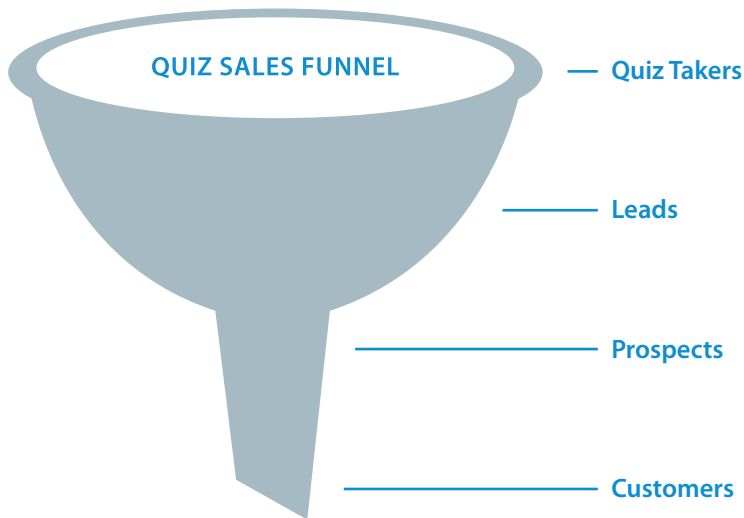 QUIZ SALES FUNNEL
Quiz Takers
Leads
Prospects
Customers